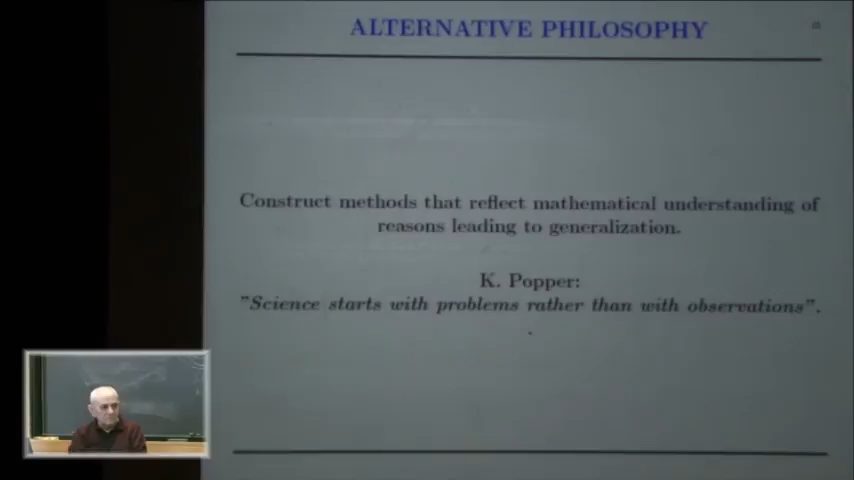 ALTERNATIVE PHILOSOPHY
Construct methods that reflect mathematical understanding of
reasons leading to generalization.
K. Popper:
"Science starts with problems rather than with observations".